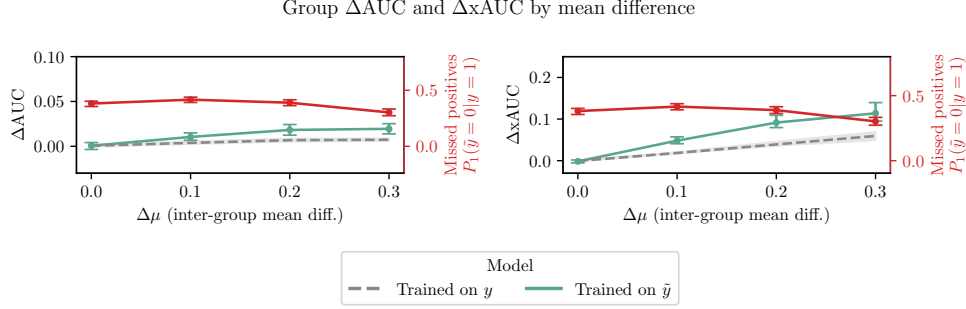 Group ΔAUC and ΔxAUC by mean difference
0.10
0.05
0.00
ΔAUC
0.5
0.0
Missed positives
P₁(ỹ = 0|y = 1)
0.0 0.1 0.2 0.3
Δμ (inter-group mean diff.)
0.2
0.1
0.0
ΔxAUC
0.5
0.0
Missed positives
P₁(ỹ = 0|y = 1)
0.0 0.1 0.2 0.3
Δμ (inter-group mean diff.)
Model
Trained on y Trained on ỹ